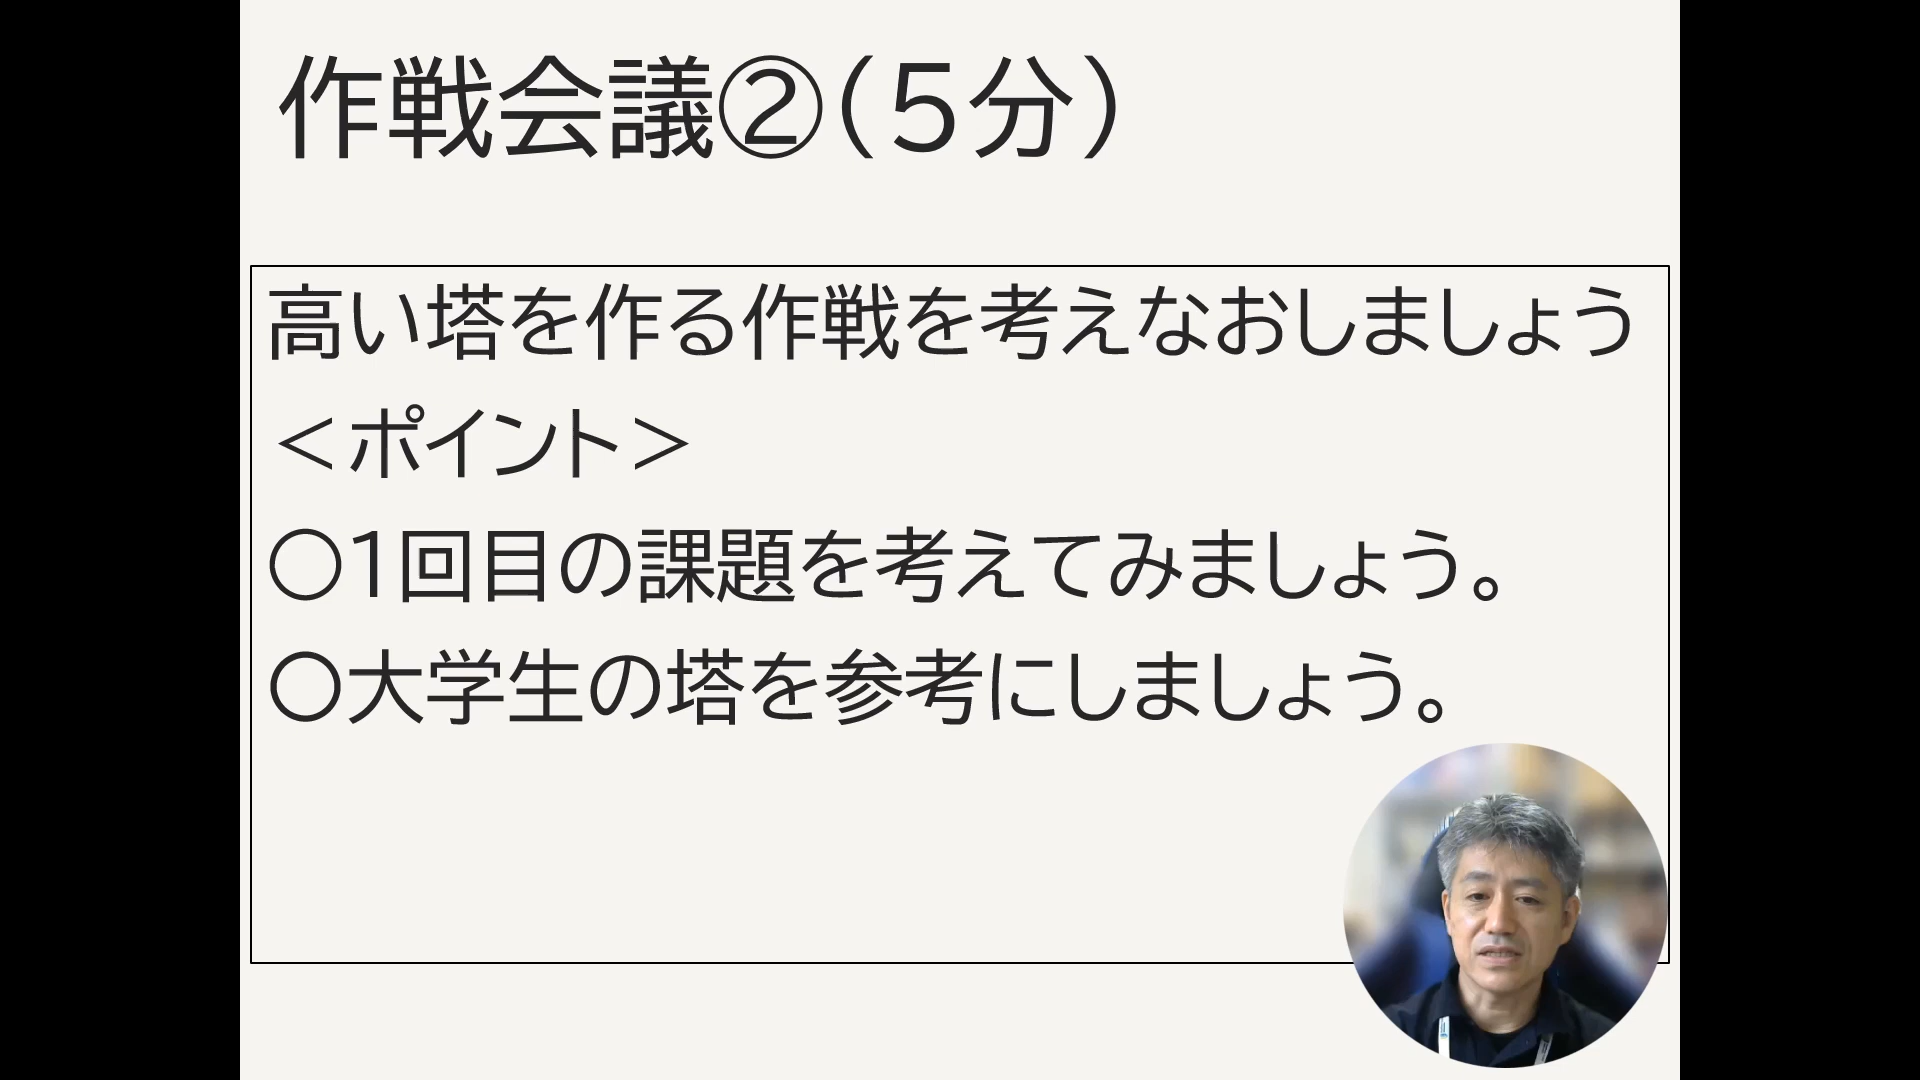 作戦会議②(5分)
高い塔を作る作戦を考えなおしましょう
＜ポイント＞
〇1回目の課題を考えてみましょう。
〇大学生の塔を参考にしましょう。